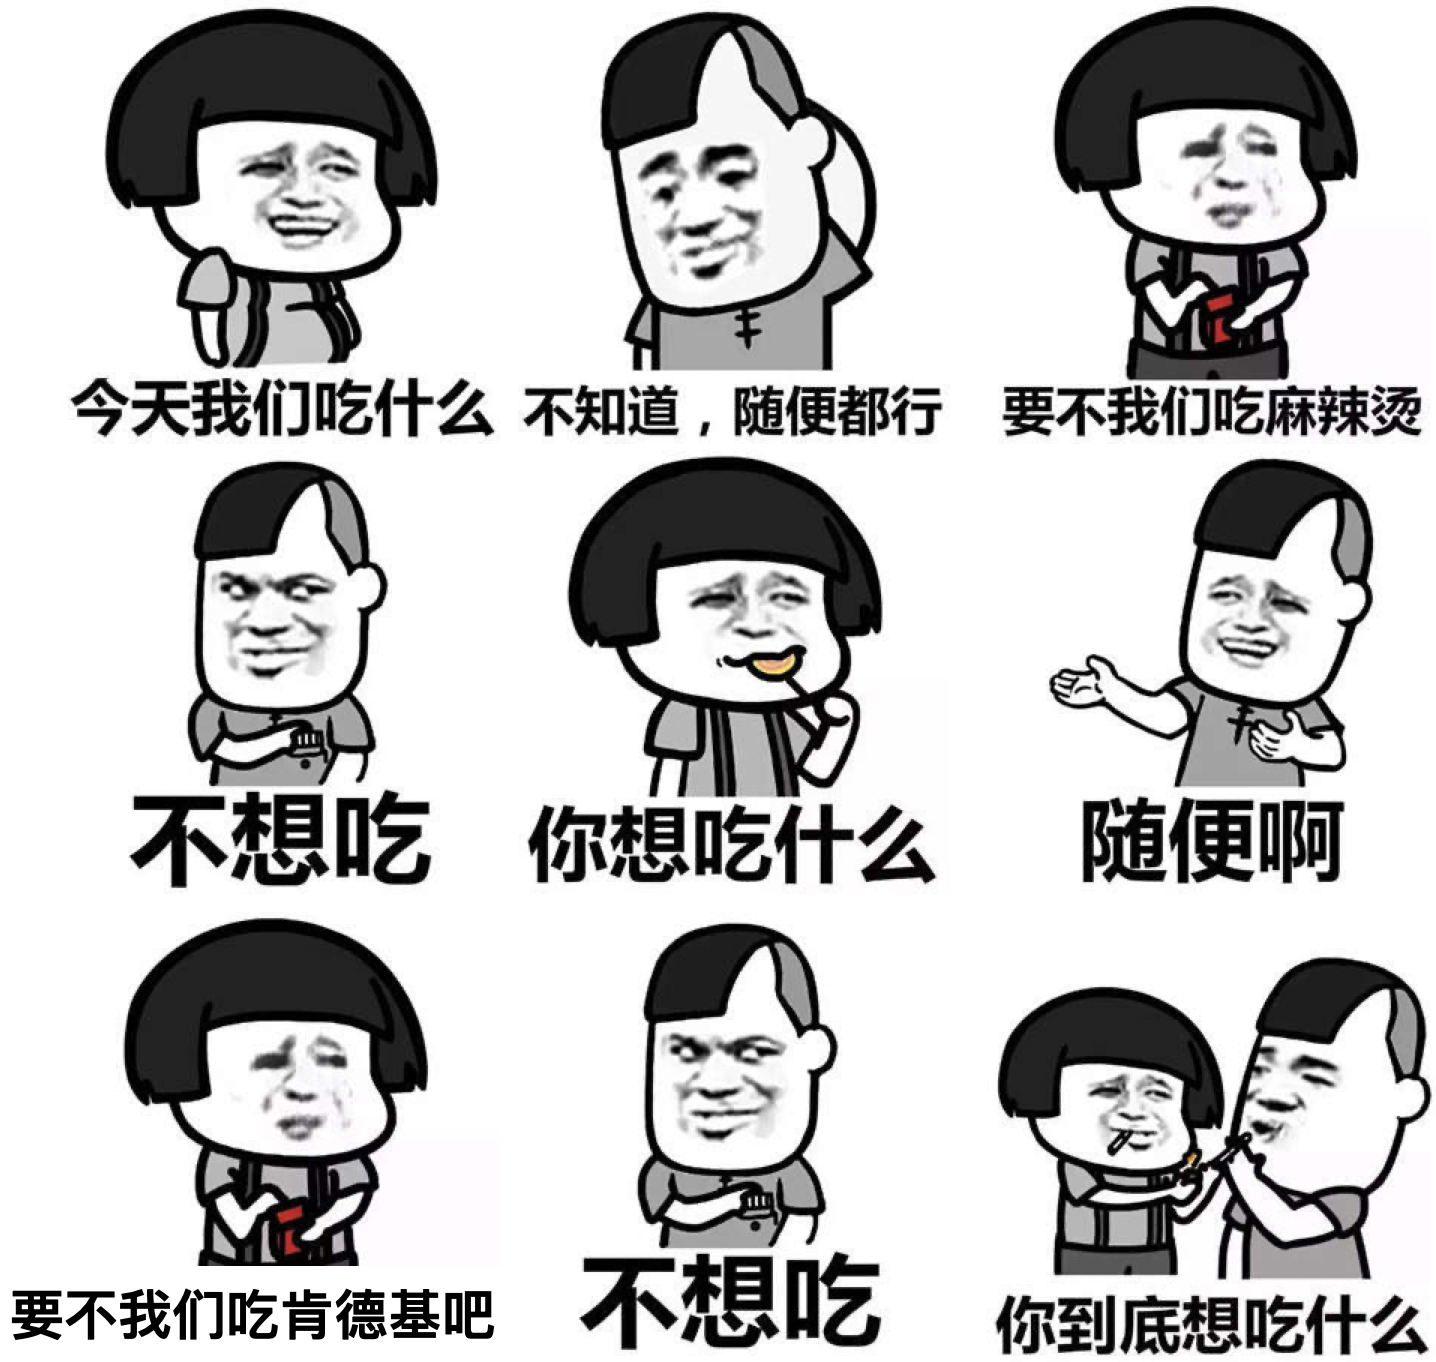 今天我们吃什么
不知道，随便都行
要不我们吃麻辣烫
不想吃
你想吃什么
随便啊
要不我们吃肯德基吧
不想吃
你到底想吃什么